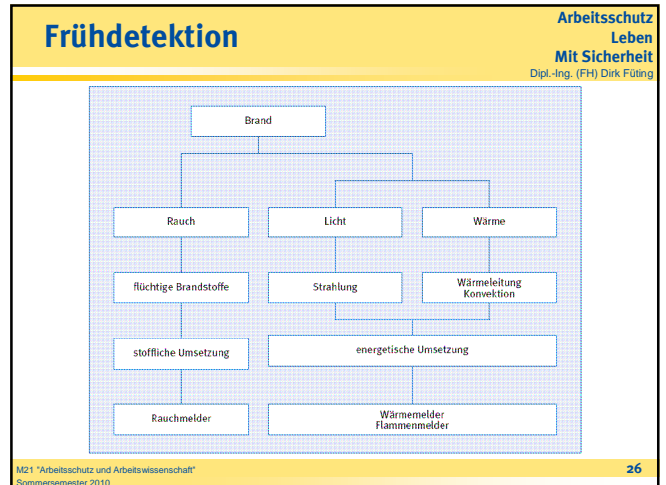 Frühdetektion
Arbeitsschutz
Leben
Mit Sicherheit
Dipl.-Ing. (FH) Dirk Füting
Brand
Rauch
Licht
Wärme
flüchtige Brandstoffe
Strahlung
Wärmeleitung
Konvektion
stoffliche Umsetzung
energetische Umsetzung
Rauchmelder
Wärmemelder
Flammenmelder
M21 "Arbeitsschutz und Arbeitswissenschaft"
26
Sommersemester 2010